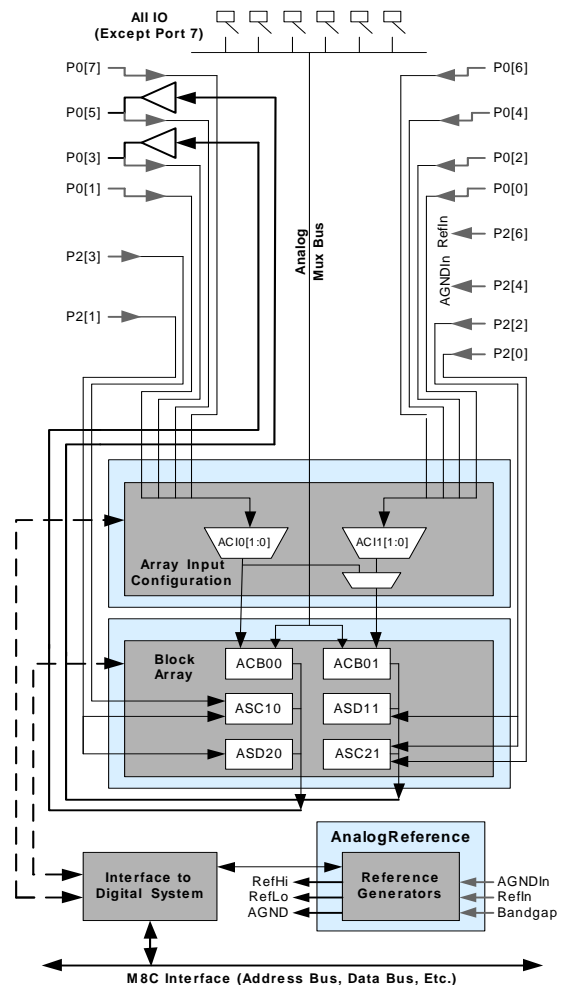 All IO
(Except Port 7)
P0[7]
P0[5]
P0[3]
P0[1]
P2[3]
P2[1]
P0[6]
P0[4]
P0[2]
P0[0]
P2[6]
P2[4]
P2[2]
P2[0]
AGNDIn RefIn
Analog
Mux Bus
ACI0[1:0]
ACI1[1:0]
Array Input
Configuration
Block
Array
ACB00
ACB01
ASC10
ASD11
ASD20
ASC21
AnalogReference
Interface to
Digital System
Reference
Generators
RefHi
RefLo
AGND
AGNDIn
RefIn
Bandgap
M8C Interface (Address Bus, Data Bus, Etc.)